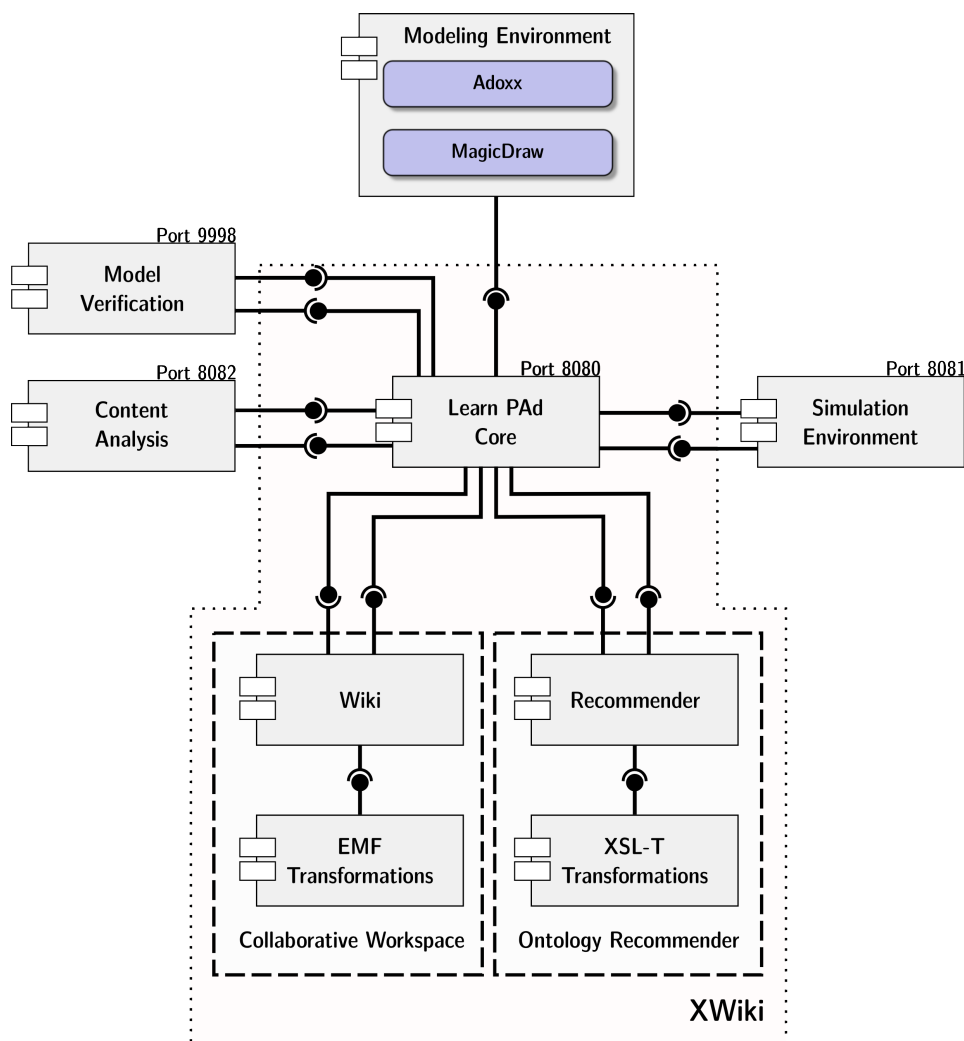 Modeling Environment
Adoxx
MagicDraw
Port 9998
Model
Verification
Port 8082
Content
Analysis
Port 8080
Learn PAd
Core
Port 8081
Simulation
Environment
Wiki
Recommender
EMF
Transformations
XSL-T
Transformations
Collaborative Workspace
Ontology Recommender
XWiki